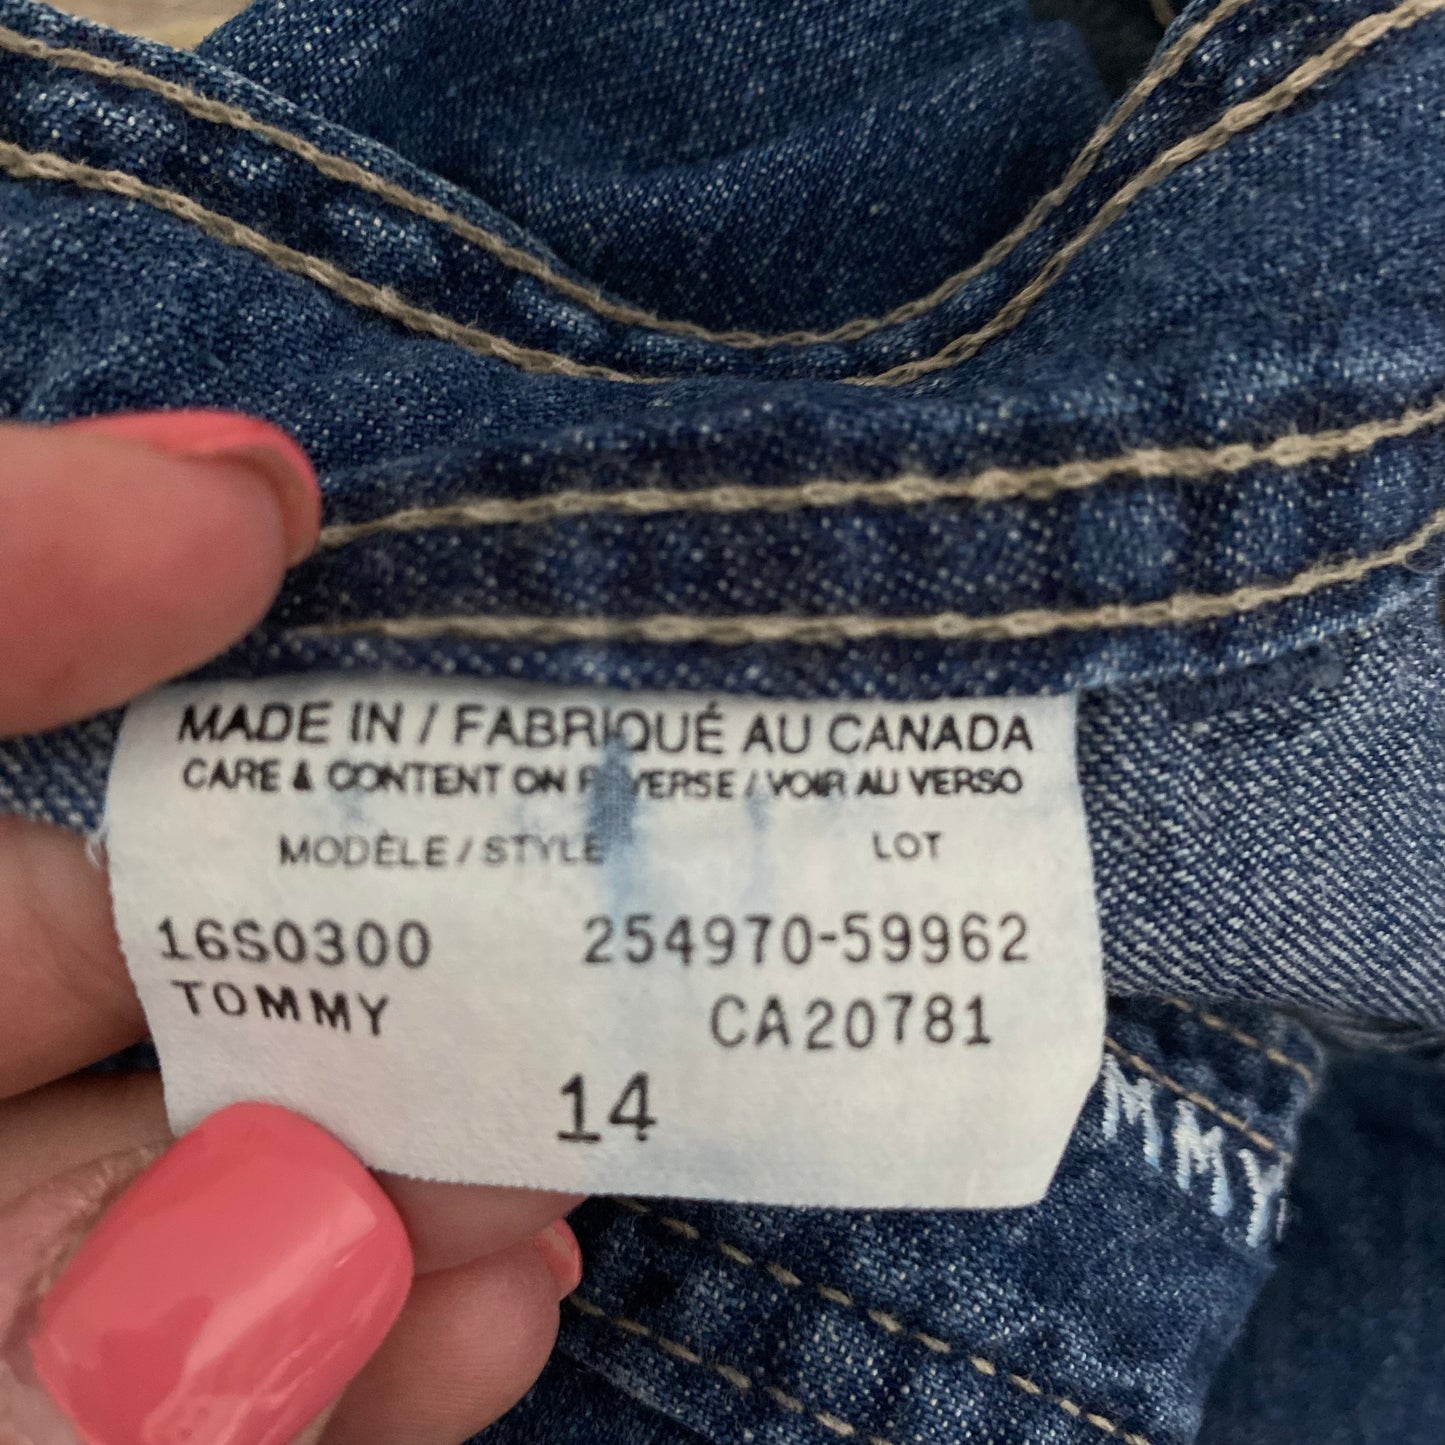 MADE IN / FABRIQUÉ AU CANADA
CARE & CONTENT ON REVERSE / VOIR AU VERSO
MODÈLE / STYLE LOT
16S0300 254970-59962
TOMMY CA20781
14
MMY